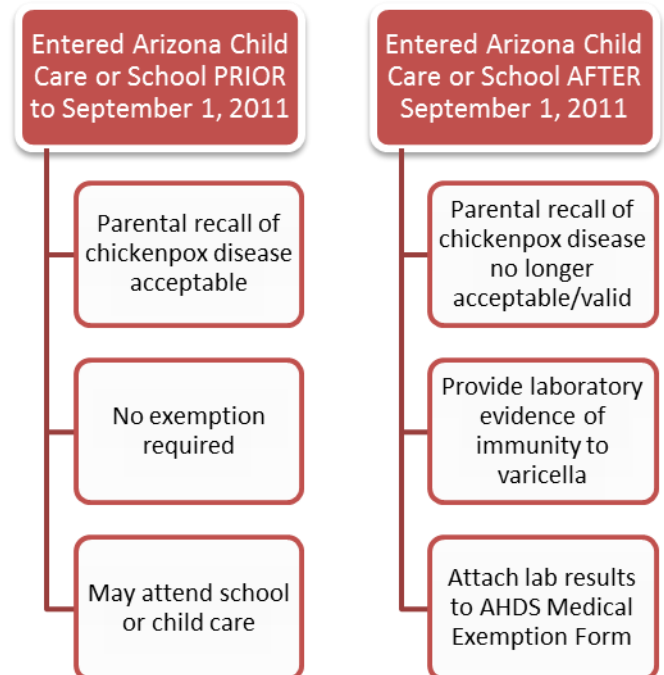 Entered Arizona Child
Care or School PRIOR
to September 1, 2011
Parental recall of
chickenpox disease
acceptable
No exemption
required
May attend school
or child care
Entered Arizona Child
Care or School AFTER
September 1, 2011
Parental recall of
chickenpox disease
no longer
acceptable/valid
Provide laboratory
evidence of
immunity to
varicella
Attach lab results
to AHDS Medical
Exemption Form